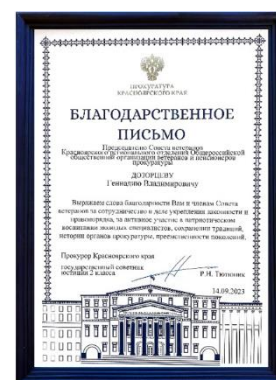 ПРОКУРАТУРА
КРАСНОЯРСКОГО КРАЯ
БЛАГОДАРСТВЕННОЕ
ПИСЬМО
Председателю Совета ветеранов
Красноярского регионального отделения Общероссийской
общественной организации ветеранов и пенсионеров
прокуратуры
Геннадию Владимировичу
Выражаем слова благодарности Вам и членам Совета
ветеранов за сотрудничество в деле укрепления законности и
правопорядка, за активное участие в патриотическом
воспитании молодых специалистов, сохранении традиций,
истории органов прокуратуры, преемственности поколений.
Прокурор Красноярского края
государственный советник
юстиции 2 класса
Р.Н. Тютюник
14.09.2023